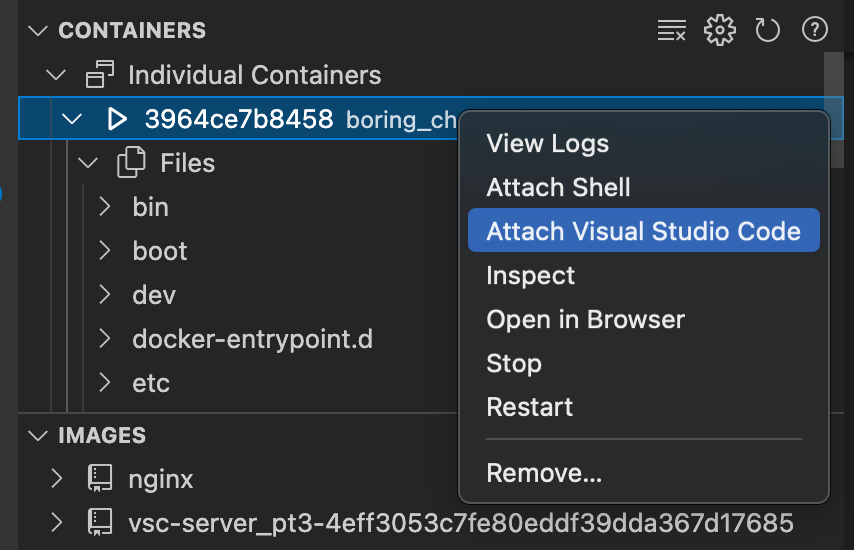 CONTAINERS
Individual Containers
3964ce7b8458 boring_ch
Files
bin
boot
dev
docker-entrypoint.d
etc
View Logs
Attach Shell
Attach Visual Studio Code
Inspect
Open in Browser
Stop
Restart
Remove...
IMAGES
nginx
vsc-server_pt3-4eff3053c7fe80eddf39dda367d17685